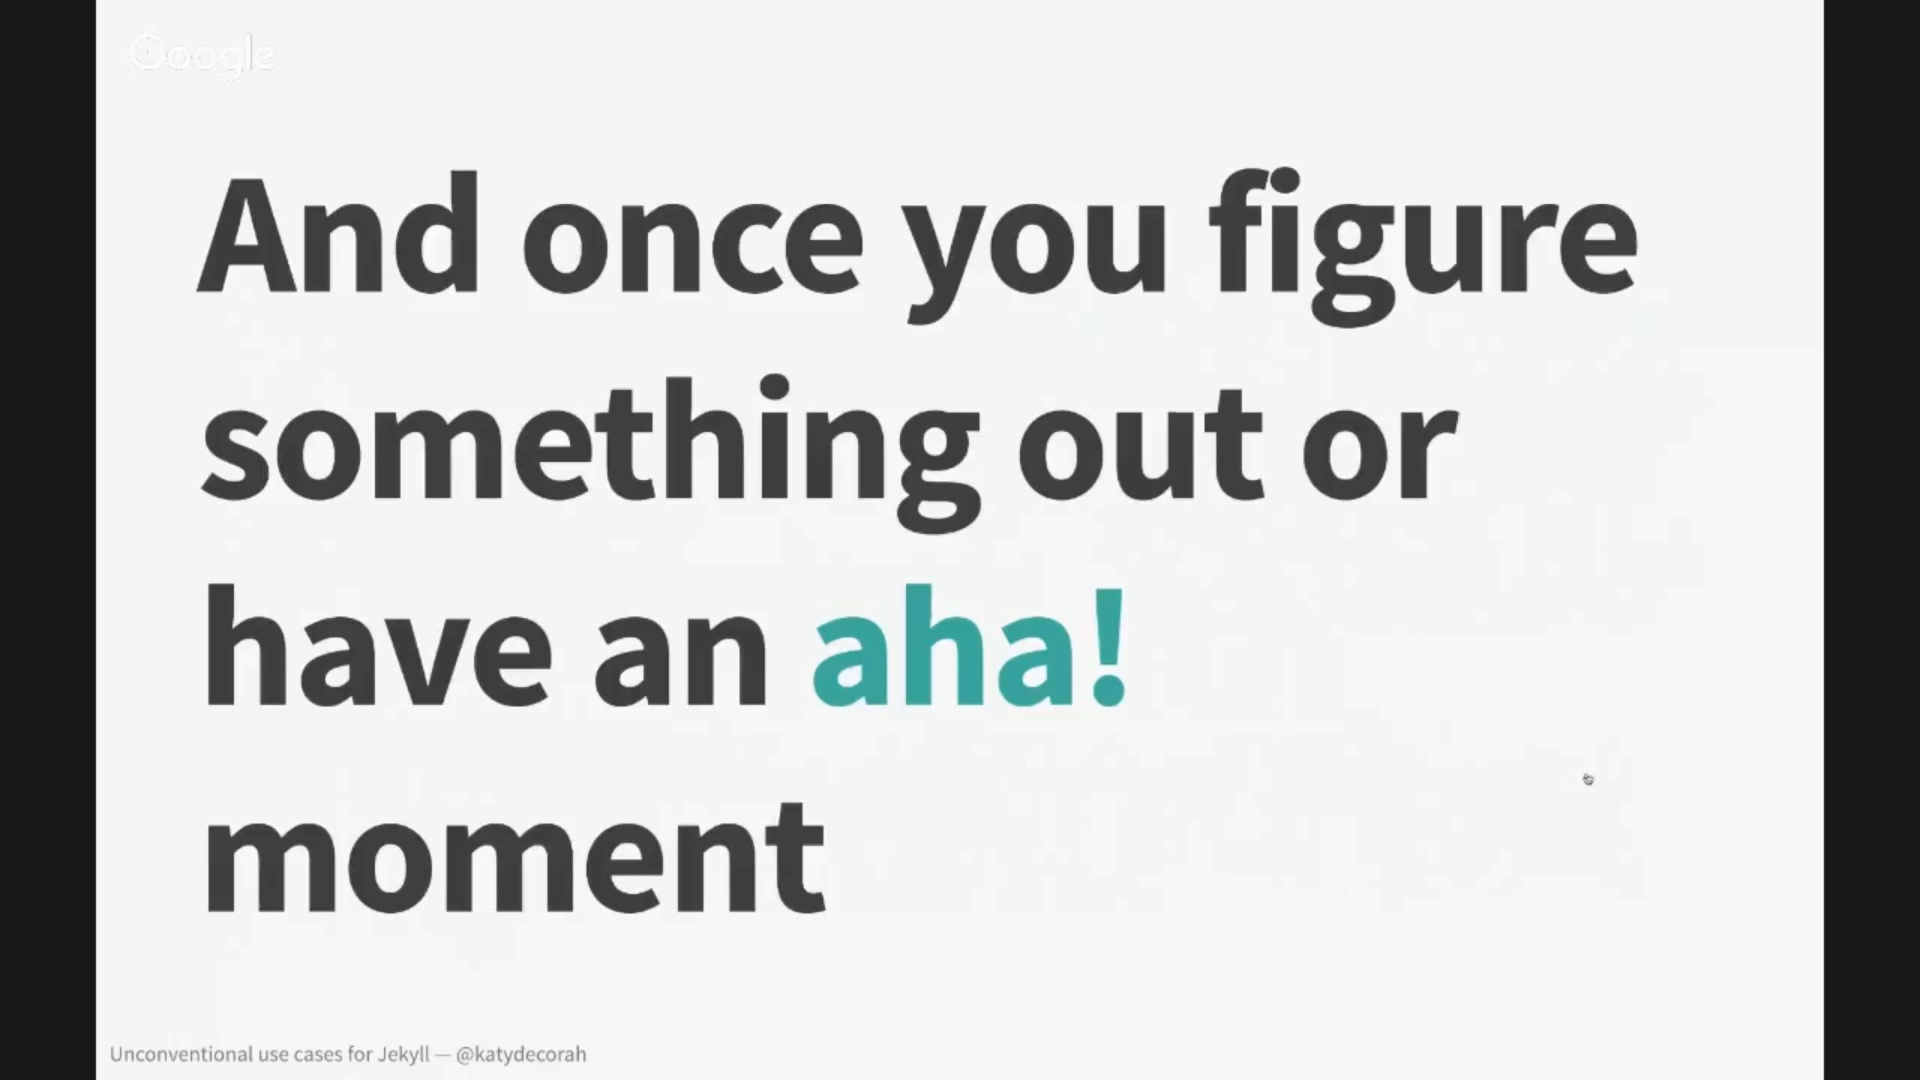 Google
And once you figure
something out or
have an aha!
moment
Unconventional use cases for Jekyll — @katydecorah